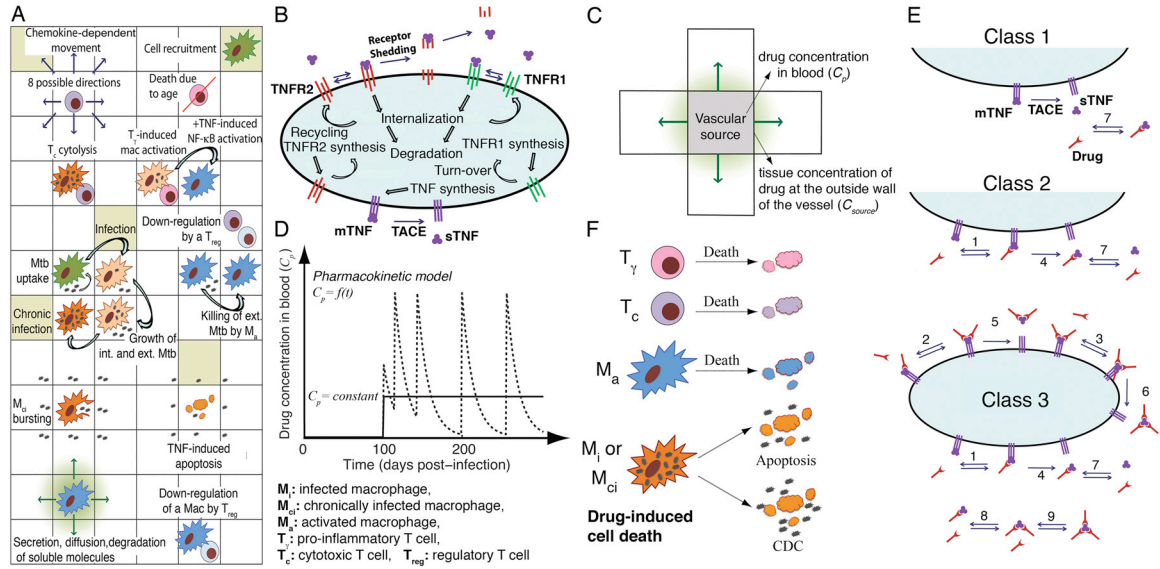 A
Chemokine-dependent
movement
Cell recruitment
8 possible directions
Death due
to age
+TNF-induced
NF-κB activation
Tγ-induced
mac activation
Tc cytolysis
Infection
Down-regulation
by a Treg
Mtb
uptake
Chronic
infection
Killing of ext.
Mtb by Ma
Growth of
int. and ext. Mtb
Mci
bursting
TNF-induced
apoptosis
Down-regulation
of a Mac by Treg
Secretion, diffusion,degradation
of soluble molecules
B
Receptor
Shedding
TNFR2
TNFR1
Internalization
Recycling
TNFR2 synthesis
Degradation
TNFR1 synthesis
Turn-over
TNF synthesis
mTNF
TACE
sTNF
C
drug concentration
in blood (Cp)
Vascular
source
tissue concentration of
drug at the outside wall
of the vessel (Csource)
D
Drug concentration in blood (Cp)
Pharmacokinetic model
Cp = f(t)
Cp = constant
0
100
200
300
Time (days post–infection)
Mi: infected macrophage,
Mci: chronically infected macrophage,
Ma: activated macrophage,
Tγ: pro-inflammatory T cell,
Tc: cytotoxic T cell, Treg: regulatory T cell
E
Class 1
mTNF
TACE
sTNF
7
Drug
Class 2
1
4
7
5
2
3
Class 3
6
1
4
7
8
9
F
Tγ
Death
Tc
Death
Ma
Death
Mi or
Mci
Apoptosis
Drug-induced
cell death
CDC